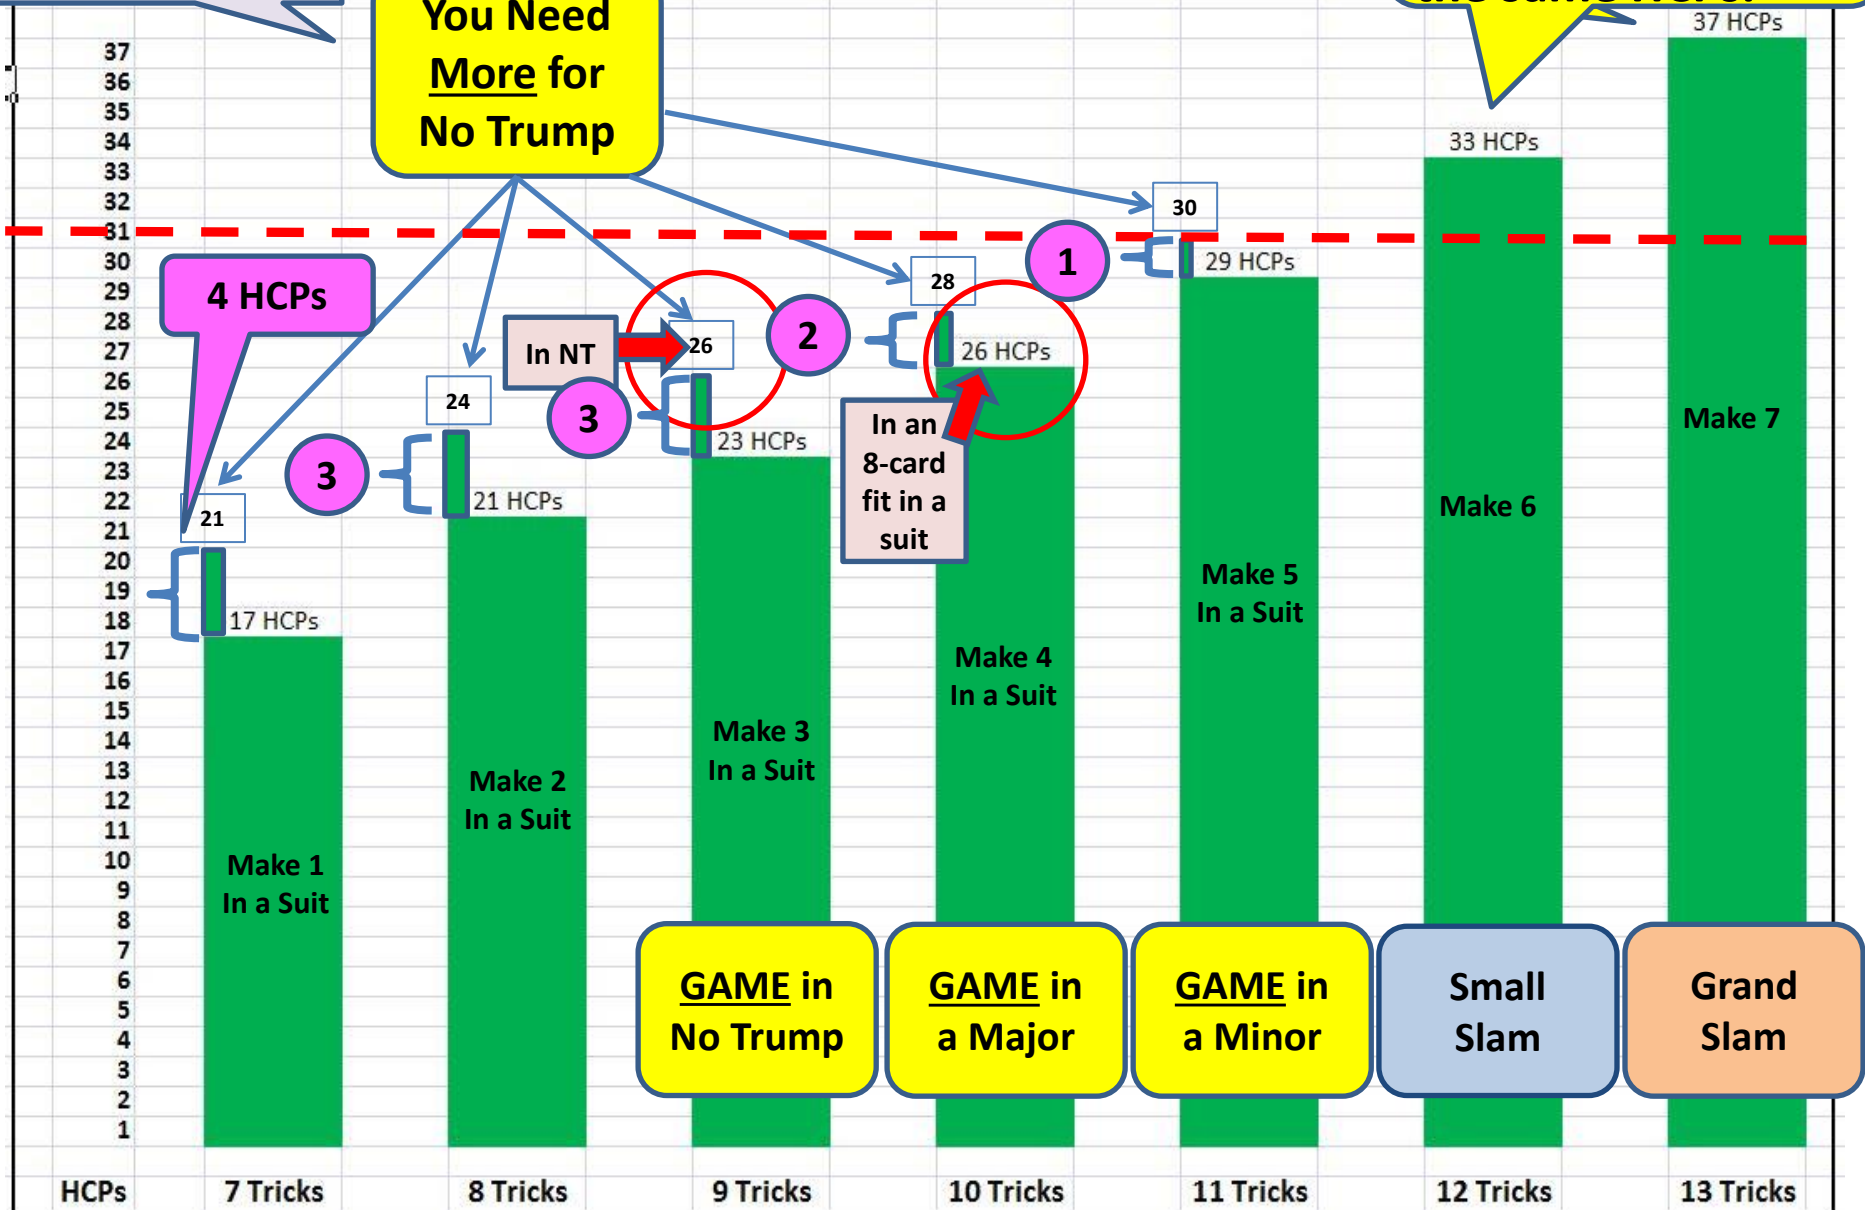 You Need
More for
No Trump
the same HCPs.
37 HCPs
37
36
35
34
33
32
31
30
29
28
27
26
25
24
23
22
21
20
19
18
17
16
15
14
13
12
11
10
9
8
7
6
5
4
3
2
1
4 HCPs
21
17 HCPs
Make 1
In a Suit
3
24
21 HCPs
Make 2
In a Suit
In NT
3
26
23 HCPs
Make 3
In a Suit
2
28
26 HCPs
In an
8-card
fit in a
suit
Make 4
In a Suit
1
30
29 HCPs
Make 5
In a Suit
33 HCPs
Make 6
Make 7
GAME in
No Trump
GAME in
a Major
GAME in
a Minor
Small
Slam
Grand
Slam
HCPs
7 Tricks
8 Tricks
9 Tricks
10 Tricks
11 Tricks
12 Tricks
13 Tricks